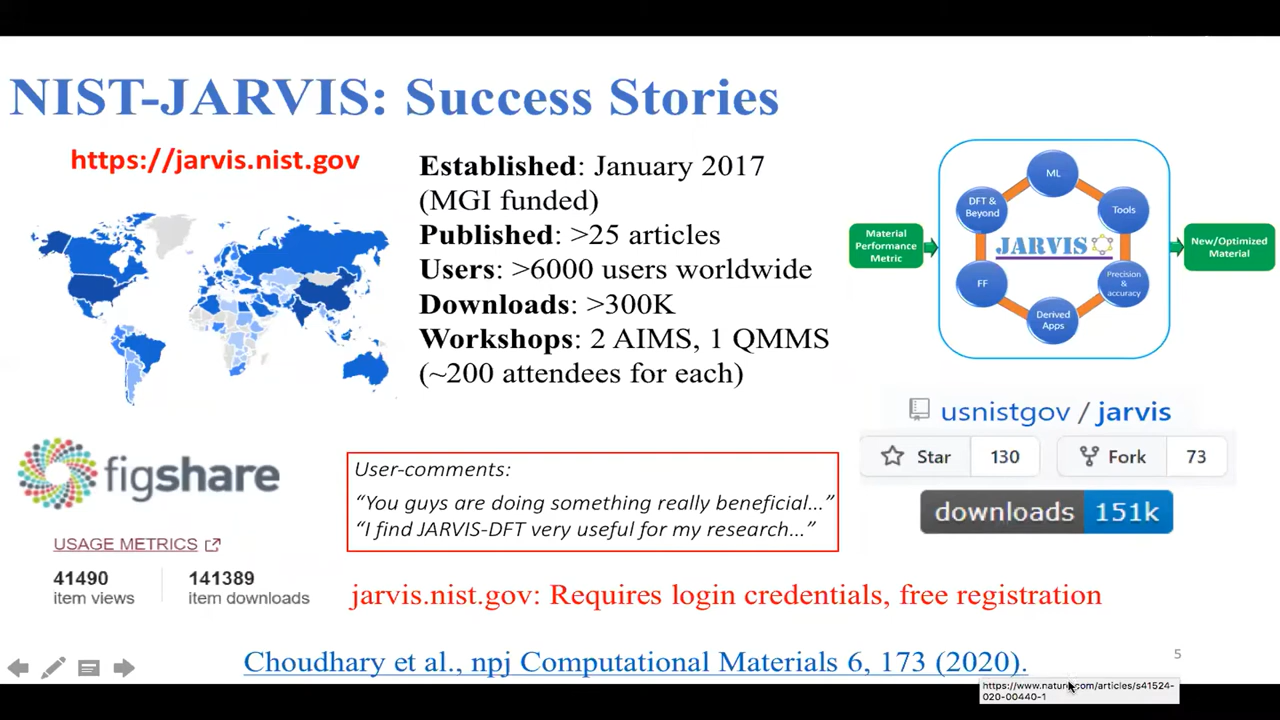 NIST-JARVIS: Success Stories
https://jarvis.nist.gov
Established: January 2017
(MGI funded)
Published: >25 articles
Users: >6000 users worldwide
Downloads: >300K
Workshops: 2 AIMS, 1 QMMS
(~200 attendees for each)
Material
Performance
Metric
ML
DFT &
Beyond
Tools
JARVIS
FF
Precision
&
accuracy
Derived
Apps
New/Optimized
Material
usnistgov / jarvis
Star 130
Fork 73
downloads 151k
figshare
USAGE METRICS
41490
item views
141389
item downloads
User-comments:
“You guys are doing something really beneficial...”
“I find JARVIS-DFT very useful for my research...”
jarvis.nist.gov: Requires login credentials, free registration
Choudhary et al., npj Computational Materials 6, 173 (2020).
5
https://www.nature.com/articles/s41524-
020-00440-1